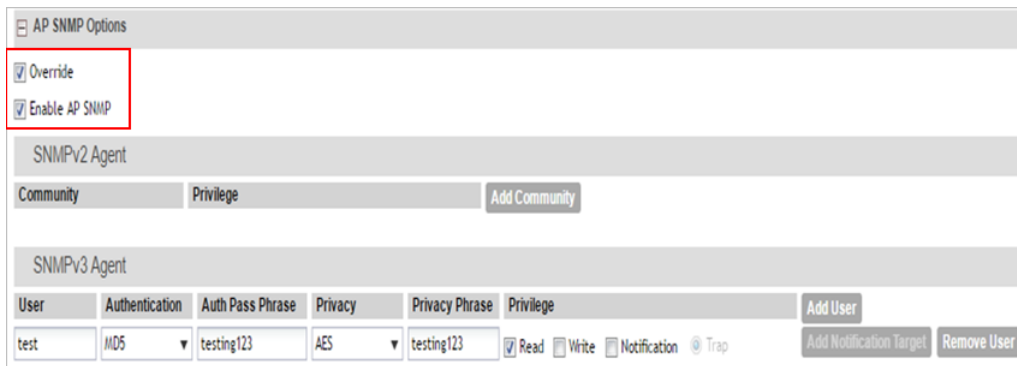 AP SNMP Options
Override
Enable AP SNMP
SNMPv2 Agent
Community Privilege Add Community
SNMPv3 Agent
User Authentication Auth Pass Phrase Privacy Privacy Phrase Privilege Add User
test MD5 testing123 AES testing123 Read Write Notification Trap Add Notification Target Remove User